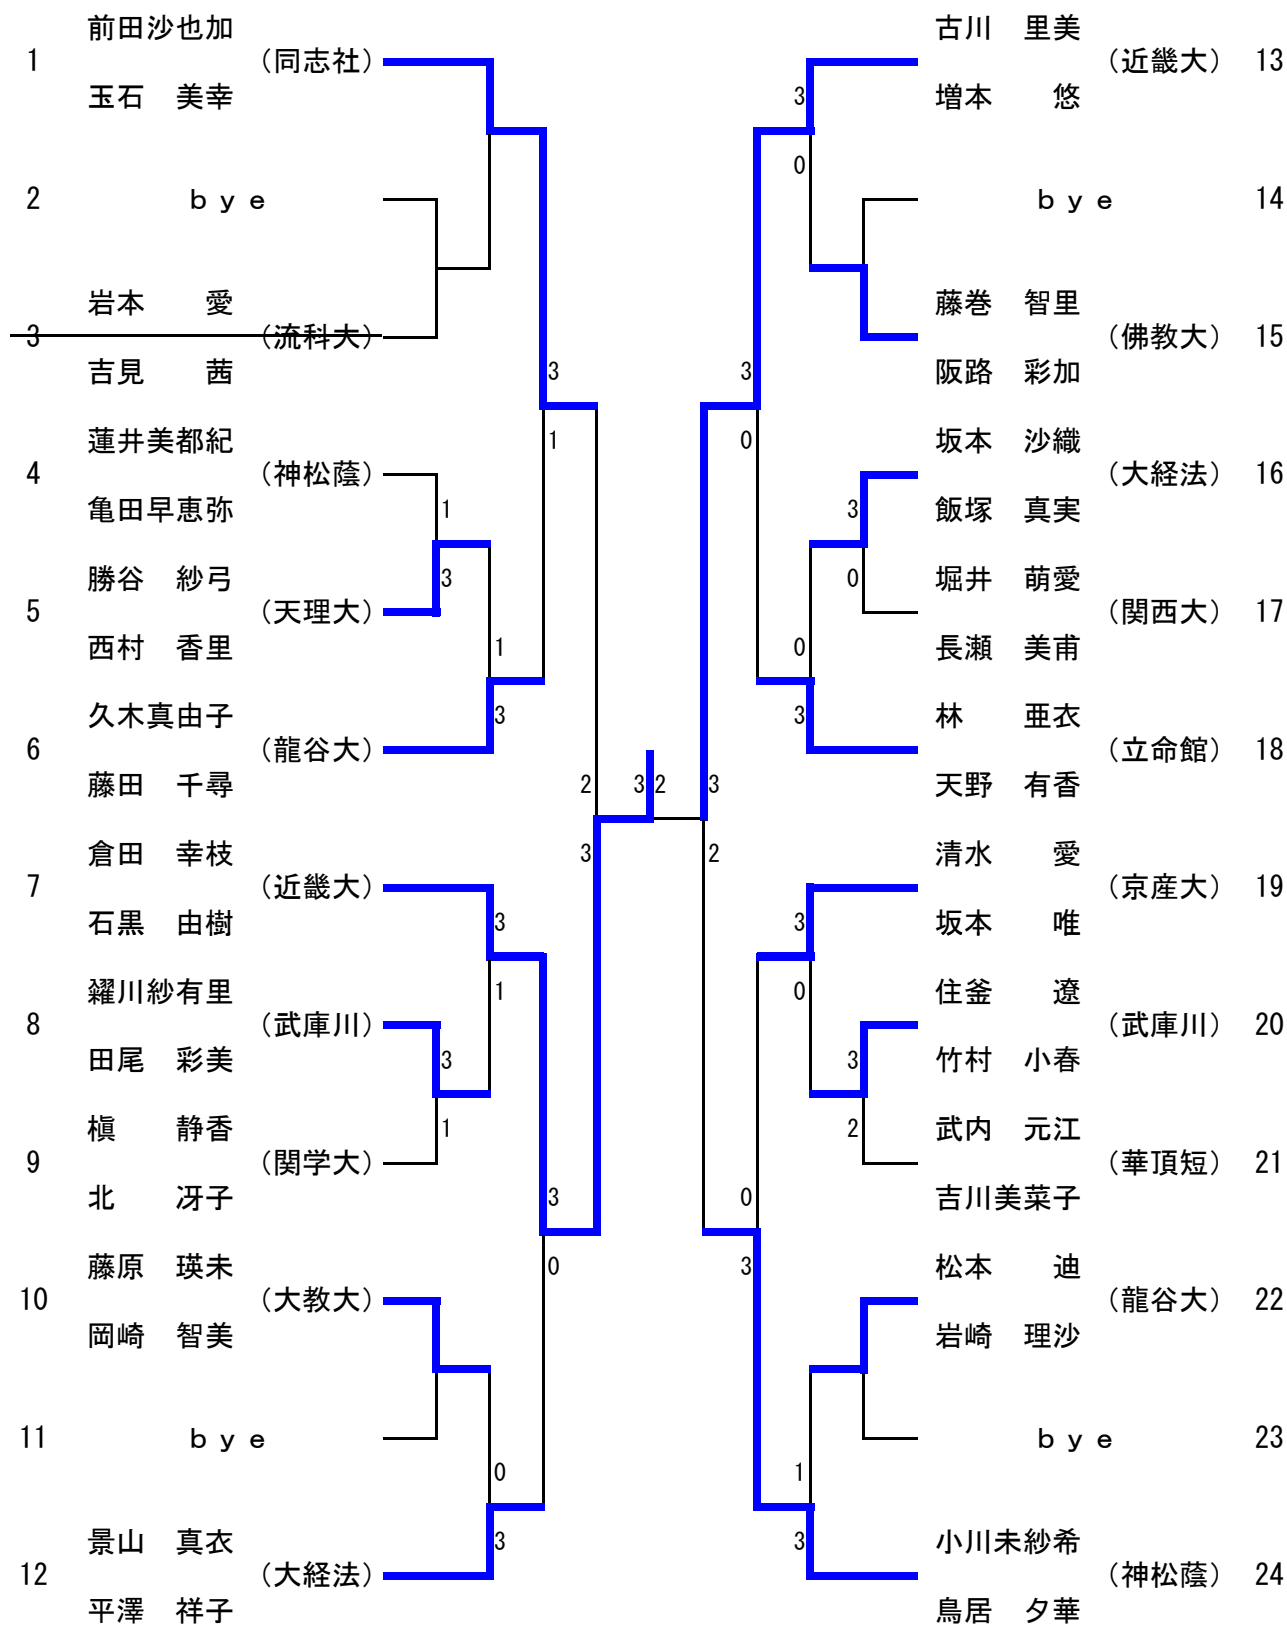 前田沙也加
1 (同志社)
玉石 美幸
2 bye
岩本 愛
3 (流科大)
吉見 茜
蓮井美都紀
4 (神松蔭)
亀田早恵弥
勝谷 紗弓
5 (天理大)
西村 香里
久木真由子
6 (龍谷大)
藤田 千尋
倉田 幸枝
7 (近畿大)
石黒 由樹
糶川紗有里
8 (武庫川)
田尾 彩美
槇 静香
9 (関学大)
北 冴子
藤原 瑛未
10 (大教大)
岡崎 智美
11 bye
景山 真衣
12 (大経法)
平澤 祥子
3
1
1
3
1
3
2
3
3
1
3
1
3
0
0
3
3 2
古川 里美
(近畿大) 13
増本 悠
bye 14
藤巻 智里
(佛教大) 15
阪路 彩加
坂本 沙織
(大経法) 16
飯塚 真実
堀井 萌愛
(関西大) 17
長瀬 美甫
林 亜衣
(立命館) 18
天野 有香
清水 愛
(京産大) 19
坂本 唯
住釜 遼
(武庫川) 20
竹村 小春
武内 元江
(華頂短) 21
吉川美菜子
松本 迪
(龍谷大) 22
岩崎 理沙
bye 23
小川未紗希
(神松蔭) 24
鳥居 夕華
3
0
3
0
3
0
0
3
3
2
3
0
3
2
0
3
1
3